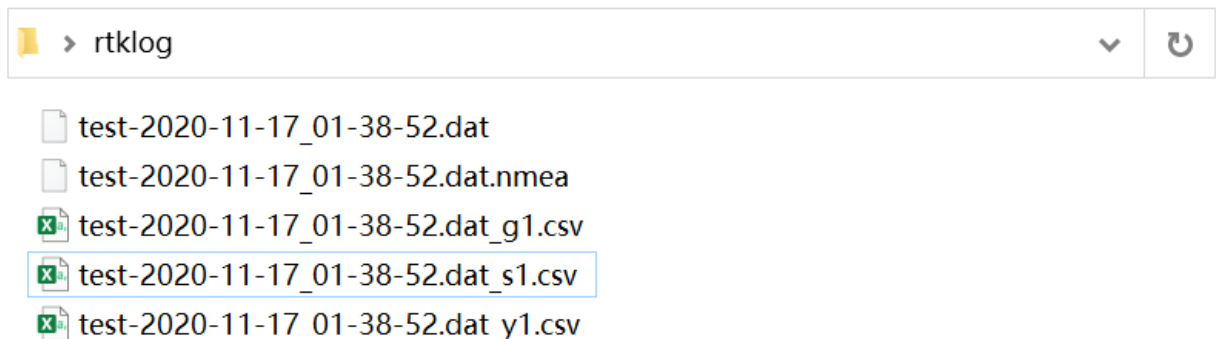 rtklog
test-2020-11-17_01-38-52.dat
test-2020-11-17_01-38-52.dat.nmea
test-2020-11-17_01-38-52.dat_g1.csv
test-2020-11-17_01-38-52.dat_s1.csv
test-2020-11-17_01-38-52.dat_y1.csv